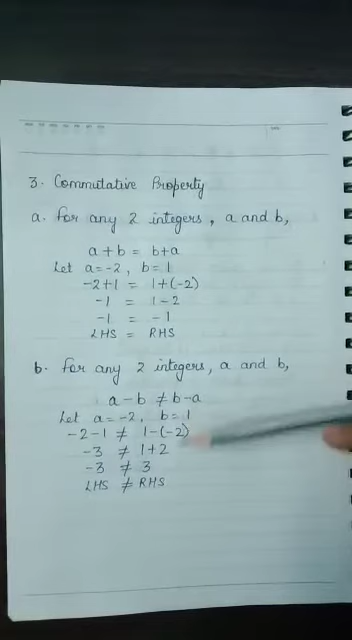 3. Commutative Property
a. for any 2 integers, a and b,
a + b = b + a
Let a = -2, b = 1
-2 + 1 = 1 + (-2)
-1 = 1 - 2
-1 = -1
LHS = RHS
b. for any 2 integers, a and b,
a - b ≠ b - a
Let a = -2, b = 1
-2 - 1 ≠ 1 - (-2)
-3 ≠ 1 + 2
-3 ≠ 3
LHS ≠ RHS